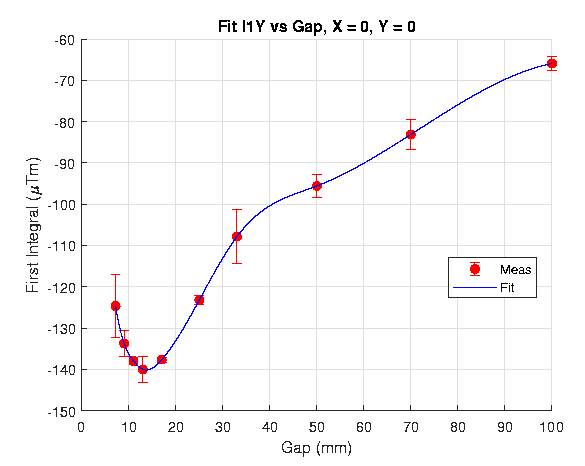 Fit I1Y vs Gap, X = 0, Y = 0
-60
-70
-80
-90
-100
-110
-120
-130
-140
-150
First Integral (μTm)
Meas
Fit
0 10 20 30 40 50 60 70 80 90 100
Gap (mm)